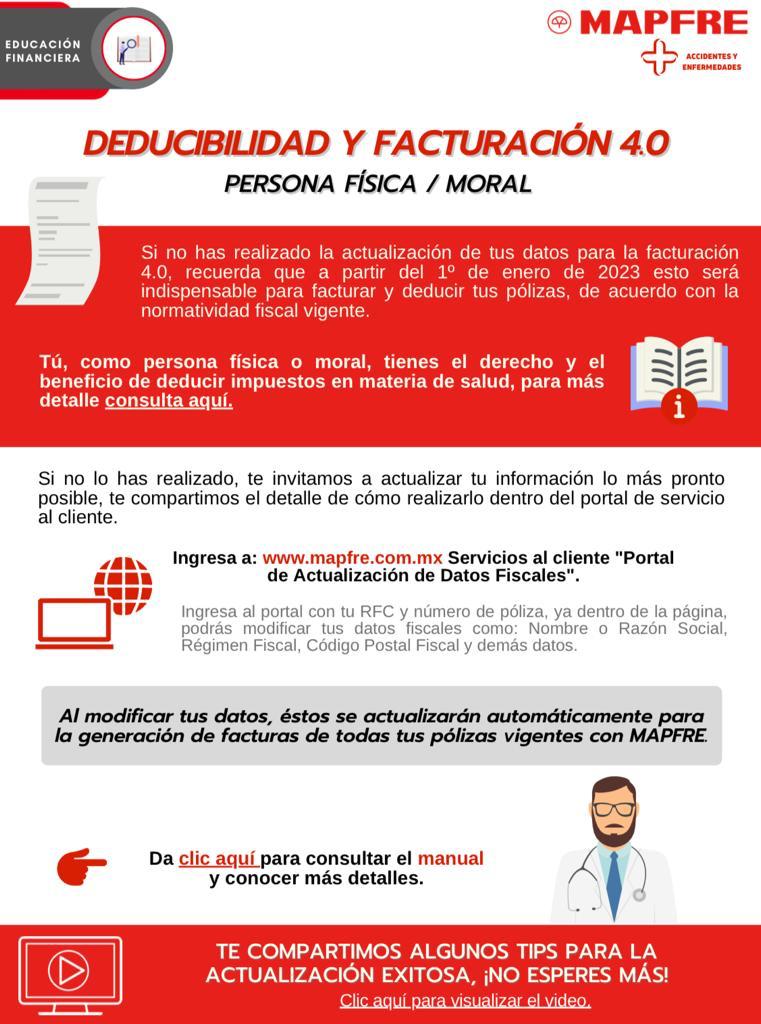 EDUCACIÓN
FINANCIERA
MAPFRE
ACCIDENTES Y
ENFERMEDADES
DEDUCIBILIDAD Y FACTURACIÓN 4.0
PERSONA FÍSICA / MORAL
Si no has realizado la actualización de tus datos para la facturación
4.0, recuerda que a partir del 1º de enero de 2023 esto será
indispensable para facturar y deducir tus pólizas, de acuerdo con la
normatividad fiscal vigente.
Tú, como persona física o moral, tienes el derecho y el
beneficio de deducir impuestos en materia de salud, para más
detalle consulta aquí.
i
Si no lo has realizado, te invitamos a actualizar tu información lo más pronto
posible, te compartimos el detalle de cómo realizarlo dentro del portal de servicio
al cliente.
Ingresa a: www.mapfre.com.mx Servicios al cliente "Portal
de Actualización de Datos Fiscales".
Ingresa al portal con tu RFC y número de póliza, ya dentro de la página,
podrás modificar tus datos fiscales como: Nombre o Razón Social,
Régimen Fiscal, Código Postal Fiscal y demás datos.
Al modificar tus datos, éstos se actualizarán automáticamente para
la generación de facturas de todas tus pólizas vigentes con MAPFRE.
Da clic aquí para consultar el manual
y conocer más detalles.
TE COMPARTIMOS ALGUNOS TIPS PARA LA
ACTUALIZACIÓN EXITOSA, ¡NO ESPERES MÁS!
Clic aquí para visualizar el video.